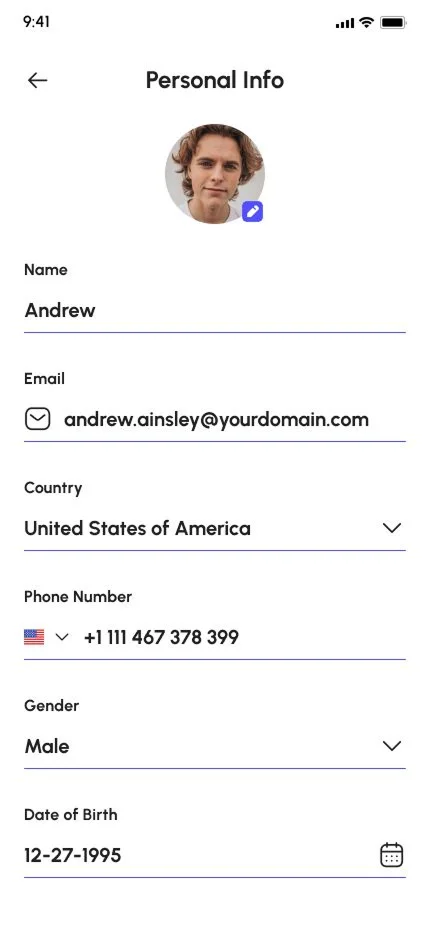 9:41
Personal Info
Name
Andrew
Email
andrew.ainsley@yourdomain.com
Country
United States of America
Phone Number
+1 111 467 378 399
Gender
Male
Date of Birth
12-27-1995